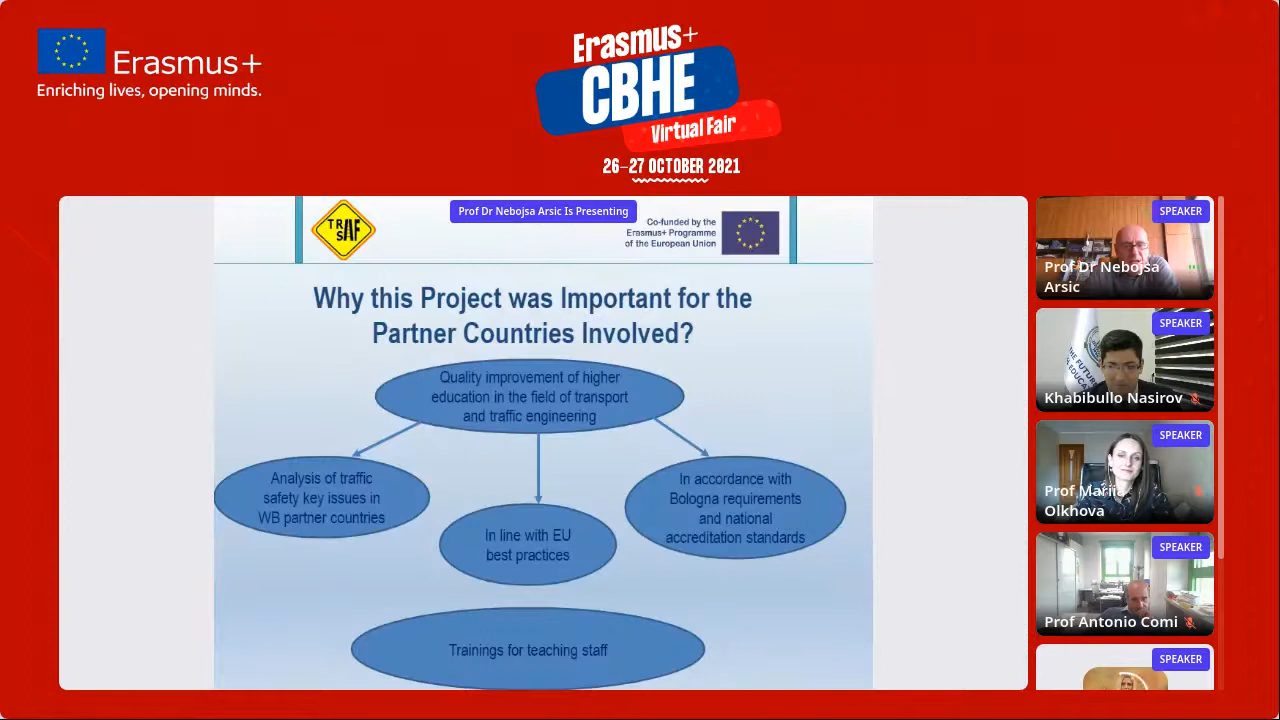 Erasmus+
Enriching lives, opening minds.
Erasmus+
CBHE
Virtual Fair
26–27 OCTOBER 2021
Prof Dr Nebojsa Arsic Is Presenting
TR
SAF
Co-funded by the
Erasmus+ Programme
of the European Union
Why this Project was Important for the
Partner Countries Involved?
Quality improvement of higher
education in the field of transport
and traffic engineering
Analysis of traffic
safety key issues in
WB partner countries
In line with EU
best practices
In accordance with
Bologna requirements
and national
accreditation standards
Trainings for teaching staff
SPEAKER
Prof Dr Nebojsa
Arsic
SPEAKER
THE FUTURE
Khabibullo Nasirov
SPEAKER
Prof Mariia
Olkhova
SPEAKER
Prof Antonio Comi
SPEAKER